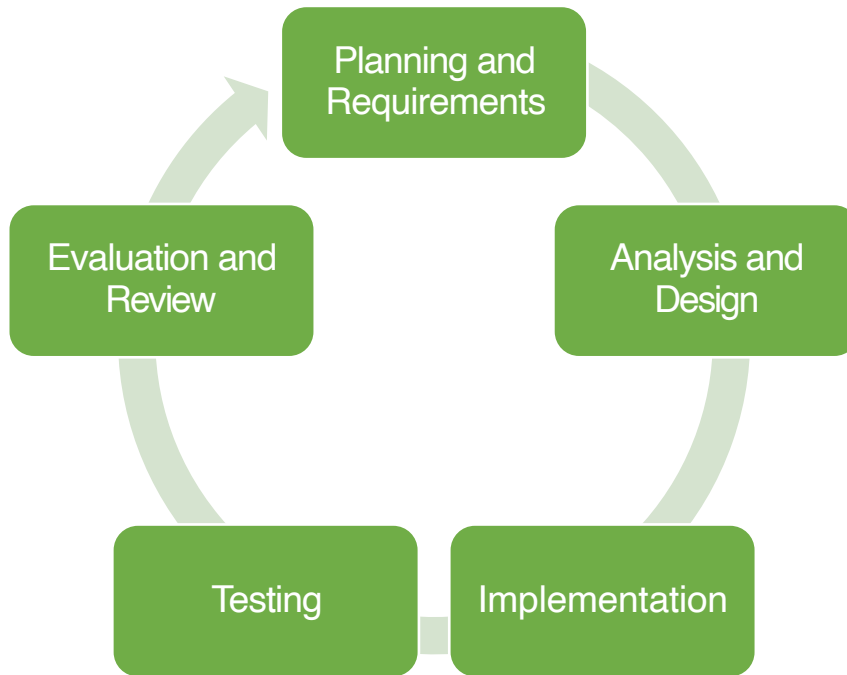 Planning and
Requirements
Analysis and
Design
Implementation
Testing
Evaluation and
Review